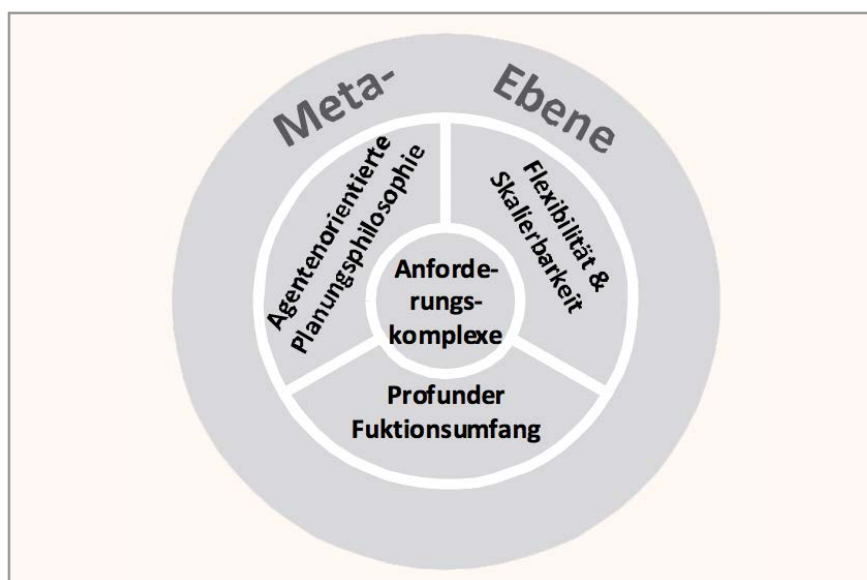 Meta-
Ebene
Agentenorientierte
Planungsphilosophie
Flexibilität &
Skalierbarkeit
Anforde-
rungs-
komplexe
Profunder
Fuktionsumfang